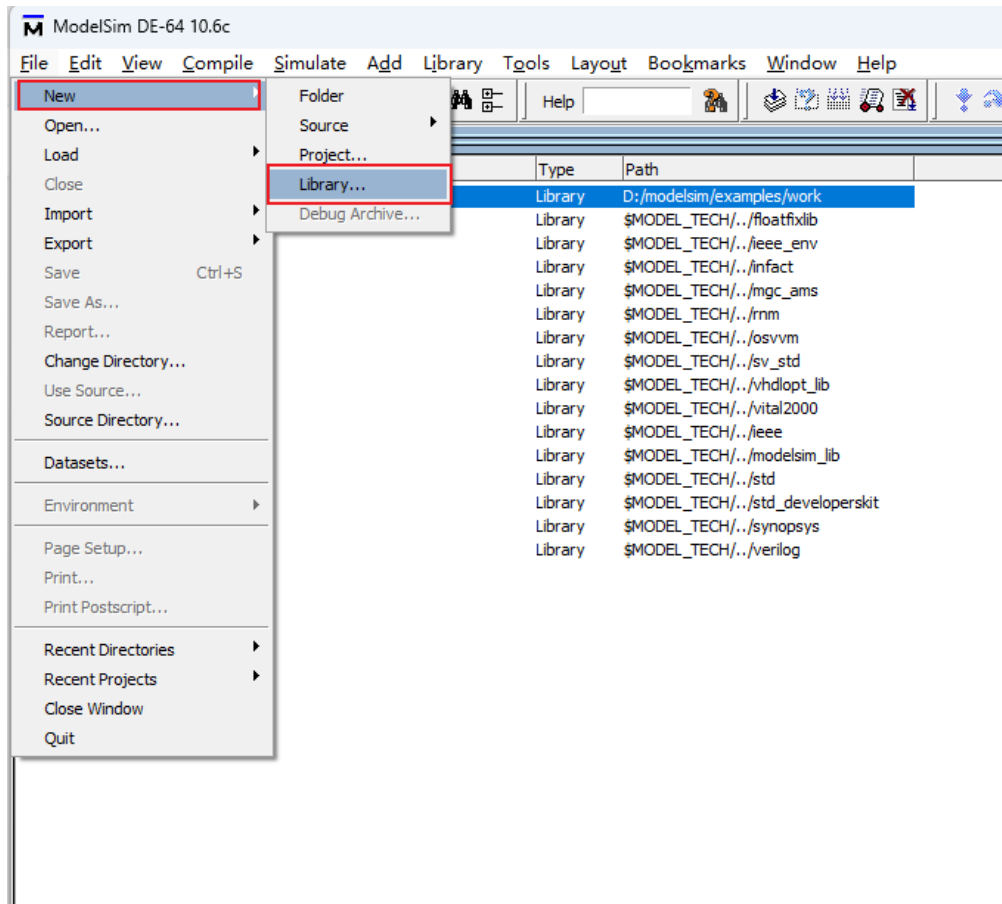 ModelSim DE-64 10.6c
File Edit View Compile Simulate Add Library Tools Layout Bookmarks Window Help
New
Folder
Help
Open...
Source
Load
Project...
Type Path
Close
Library...
Library D:/modelsim/examples/work
Import
Debug Archive...
Library $MODEL_TECH/../floatfixlib
Export
Library $MODEL_TECH/../ieee_env
Save Ctrl+S
Library $MODEL_TECH/../infact
Save As...
Library $MODEL_TECH/../mgc_ams
Report...
Library $MODEL_TECH/../rnm
Change Directory...
Library $MODEL_TECH/../osvvm
Use Source...
Library $MODEL_TECH/../sv_std
Source Directory...
Library $MODEL_TECH/../vhdlopt_lib
Library $MODEL_TECH/../vital2000
Datasets...
Library $MODEL_TECH/../ieee
Library $MODEL_TECH/../modelsim_lib
Environment
Library $MODEL_TECH/../std
Library $MODEL_TECH/../std_developerskit
Page Setup...
Library $MODEL_TECH/../synopsys
Library $MODEL_TECH/../verilog
Print...
Print Postscript...
Recent Directories
Recent Projects
Close Window
Quit